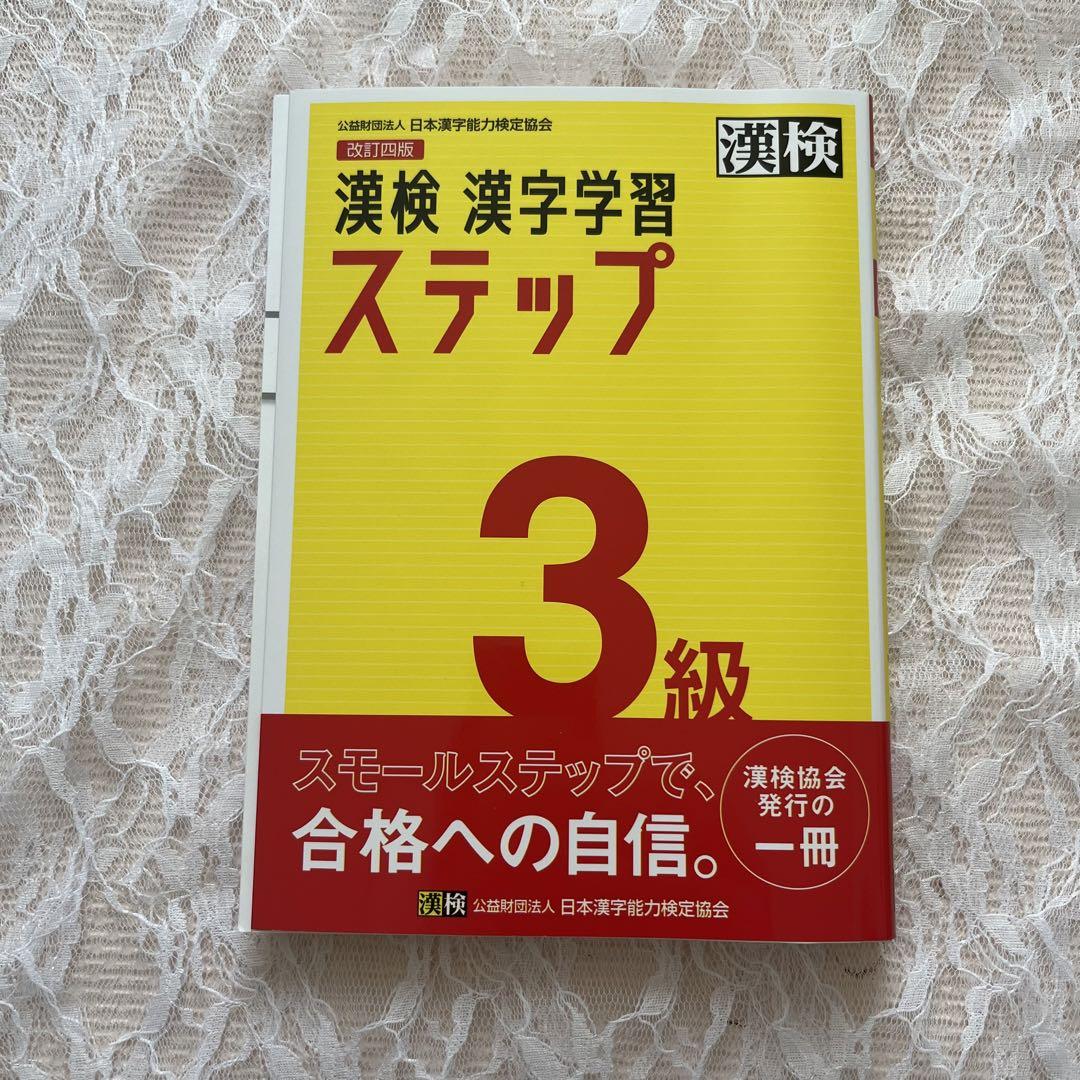 公益財団法人 日本漢字能力検定協会
漢検
改訂四版
漢検 漢字学習
ステップ
3級
スモールステップで、
合格への自信。
漢検協会
発行の
一冊
漢検 公益財団法人 日本漢字能力検定協会